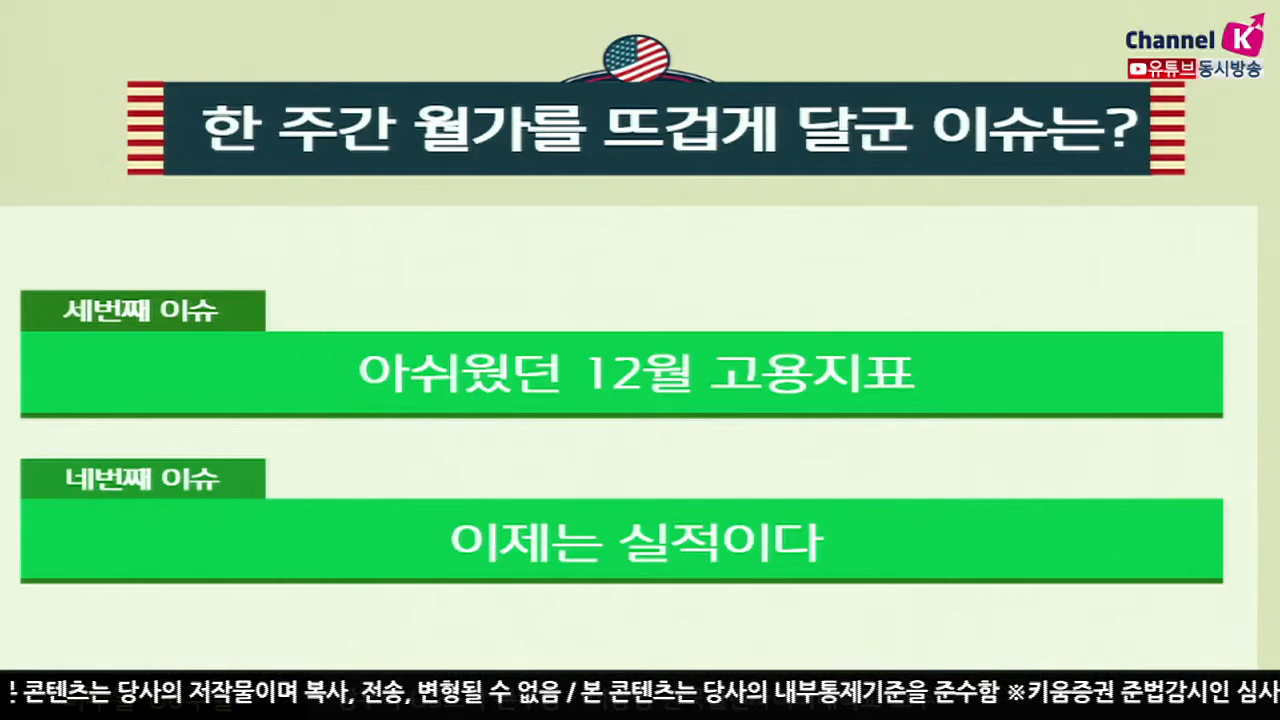 Channel K
유튜브동시방송
한 주간 월가를 뜨겁게 달군 이슈는?
세번째 이슈
아쉬웠던 12월 고용지표
네번째 이슈
이제는 실적이다
콘텐츠는 당사의 저작물이며 복사, 전송, 변형될 수 없음 / 본 콘텐츠는 당사의 내부통제기준을 준수함 ※키움증권 준법감시인 심사